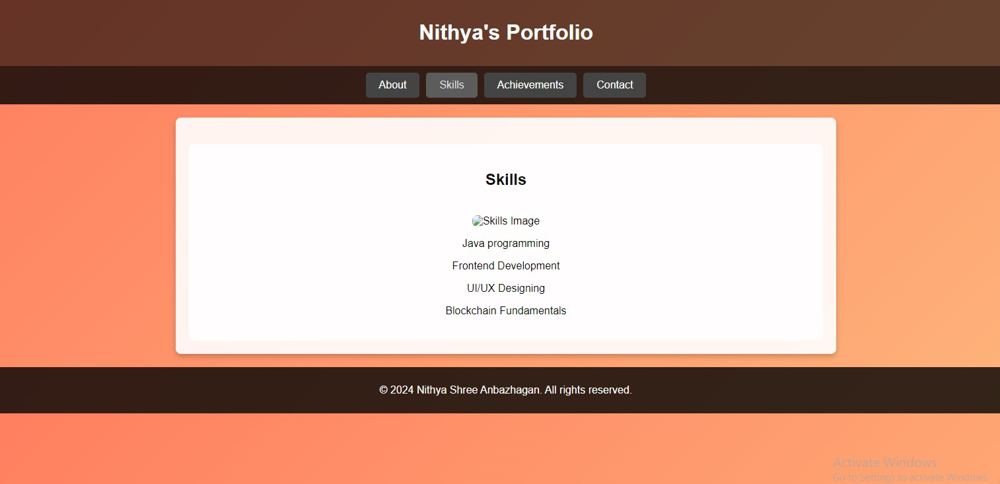 Nithya's Portfolio
About Skills Achievements Contact
Skills
Skills Image
Java programming
Frontend Development
UI/UX Designing
Blockchain Fundamentals
© 2024 Nithya Shree Anbazhagan. All rights reserved.
Activate Windows
Go to Settings to activate Windows.